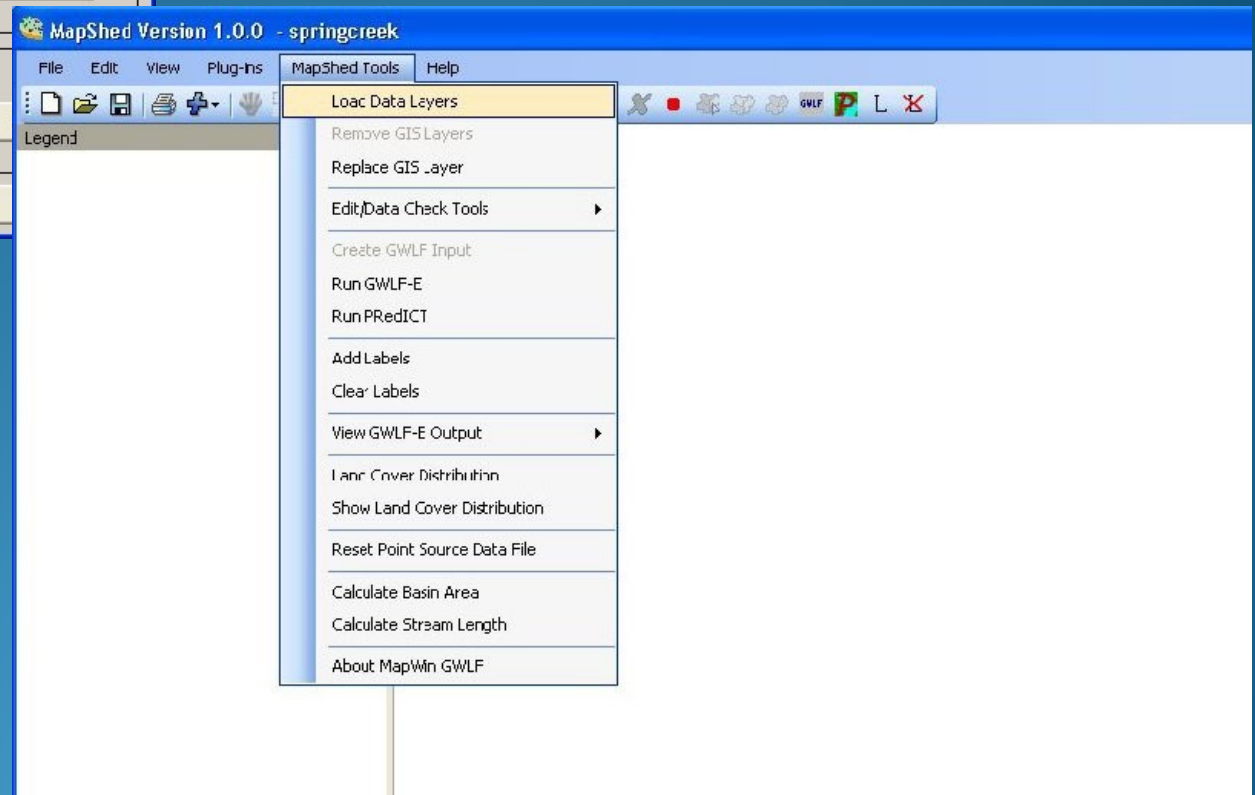 MapShed Version 1.0.0 - springcreek
File Edit View Plug-ins MapShed Tools Help
GWLF P L
Legend
Load Data Layers
Remove GIS Layers
Replace GIS Layer
Edit/Data Check Tools
Create GWLF Input
Run GWLF-E
Run PRedICT
Add Labels
Clear Labels
View GWLF-E Output
Land Cover Distribution
Show Land Cover Distribution
Reset Point Source Data File
Calculate Basin Area
Calculate Stream Length
About MapWin GWLF